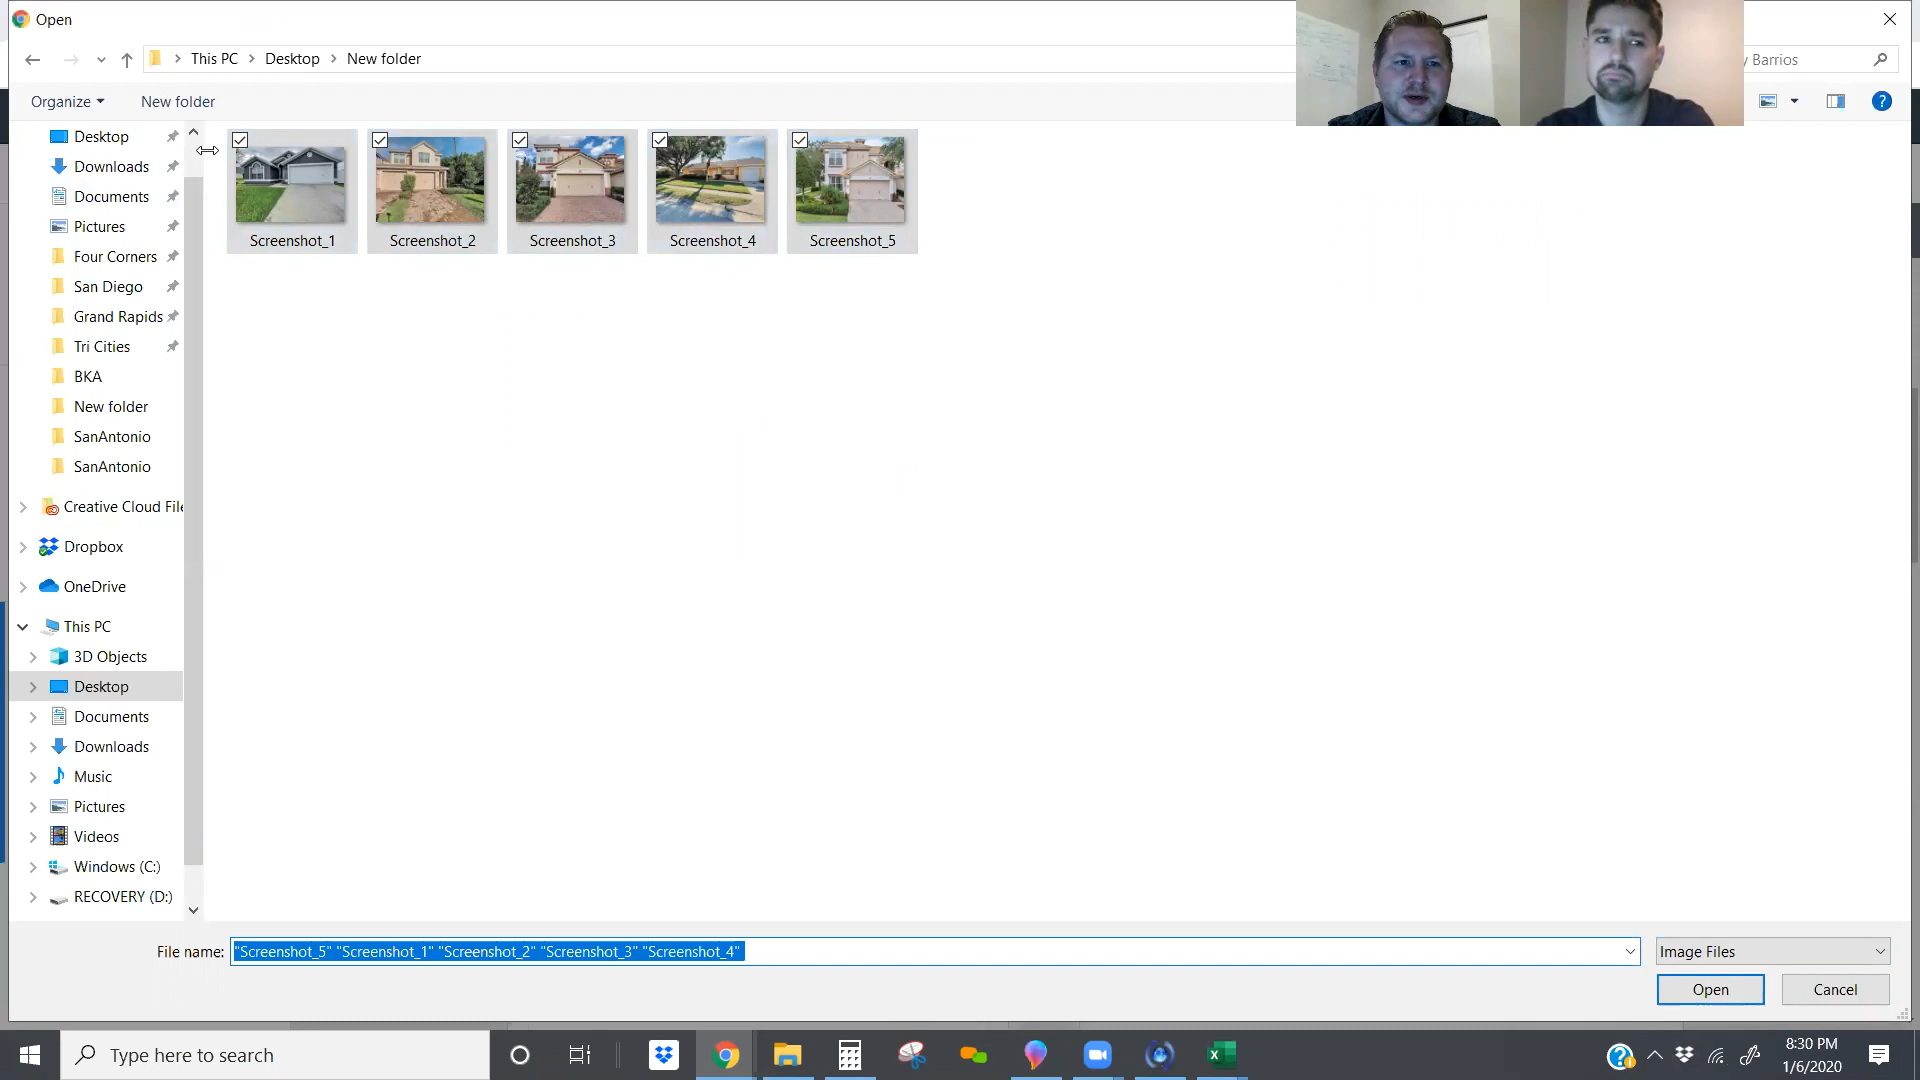 Open
This PC > Desktop > New folder
y Barrios
Organize
New folder
Desktop
Downloads
Documents
Pictures
Four Corners
San Diego
Grand Rapids
Tri Cities
BKA
New folder
SanAntonio
SanAntonio
Creative Cloud File
Dropbox
OneDrive
This PC
3D Objects
Desktop
Documents
Downloads
Music
Pictures
Videos
Windows (C:)
RECOVERY (D:)
Screenshot_1
Screenshot_2
Screenshot_3
Screenshot_4
Screenshot_5
File name: "Screenshot_5" "Screenshot_1" "Screenshot_2" "Screenshot_3" "Screenshot_4"
Image Files
Open
Cancel
Type here to search
8:30 PM
1/6/2020